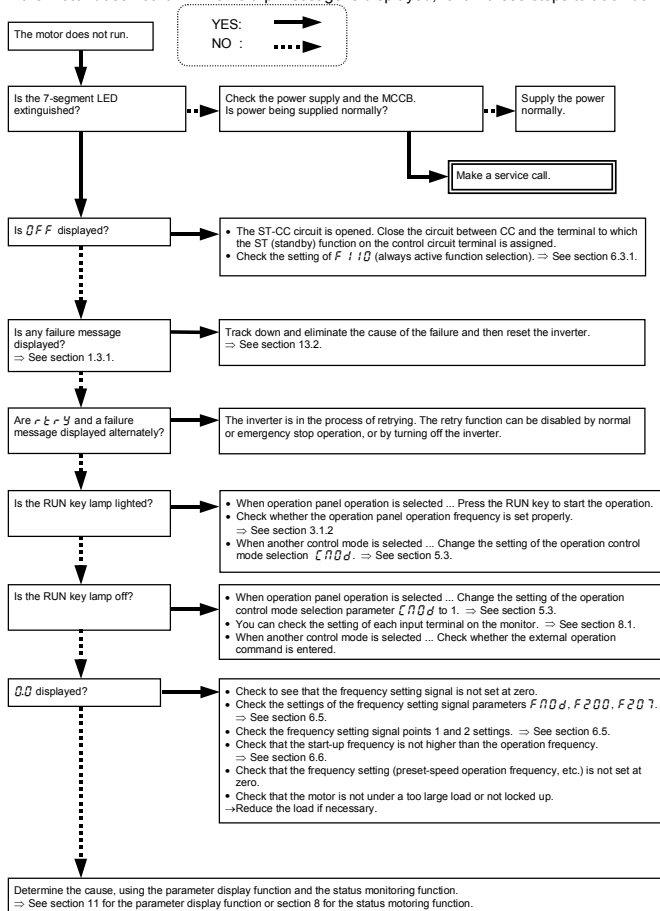 YES:
NO :
The motor does not run.
Is the 7-segment LED
extinguished?
Check the power supply and the MCCB.
Is power being supplied normally?
Supply the power
normally.
Make a service call.
Is OFF displayed?
• The ST-CC circuit is opened. Close the circuit between CC and the terminal to which
the ST (standby) function on the control circuit terminal is assigned.
• Check the setting of F110 (always active function selection). ⇒ See section 6.3.1.
Is any failure message
displayed?
⇒ See section 1.3.1.
Track down and eliminate the cause of the failure and then reset the inverter.
⇒ See section 13.2.
Are rtry and a failure
message displayed alternately?
The inverter is in the process of retrying. The retry function can be disabled by normal
or emergency stop operation, or by turning off the inverter.
Is the RUN key lamp lighted?
• When operation panel operation is selected ... Press the RUN key to start the operation.
• Check whether the operation panel operation frequency is set properly.
⇒ See section 3.1.2
• When another control mode is selected ... Change the setting of the operation control
mode selection CMOd. ⇒ See section 5.3.
Is the RUN key lamp off?
• When operation panel operation is selected ... Change the setting of the operation
control mode selection parameter CMOd to 1. ⇒ See section 5.3.
• You can check the setting of each input terminal on the monitor. ⇒ See section 8.1.
• When another control mode is selected ... Check whether the external operation
command is entered.
0.0 displayed?
• Check to see that the frequency setting signal is not set at zero.
• Check the settings of the frequency setting signal parameters FMOd, F200, F207.
⇒ See section 6.5.
• Check the frequency setting signal points 1 and 2 settings. ⇒ See section 6.5.
• Check that the start-up frequency is not higher than the operation frequency.
⇒ See section 6.6.
• Check that the frequency setting (preset-speed operation frequency, etc.) is not set at
zero.
• Check that the motor is not under a too large load or not locked up.
→Reduce the load if necessary.
Determine the cause, using the parameter display function and the status monitoring function.
⇒ See section 11 for the parameter display function or section 8 for the status motoring function.